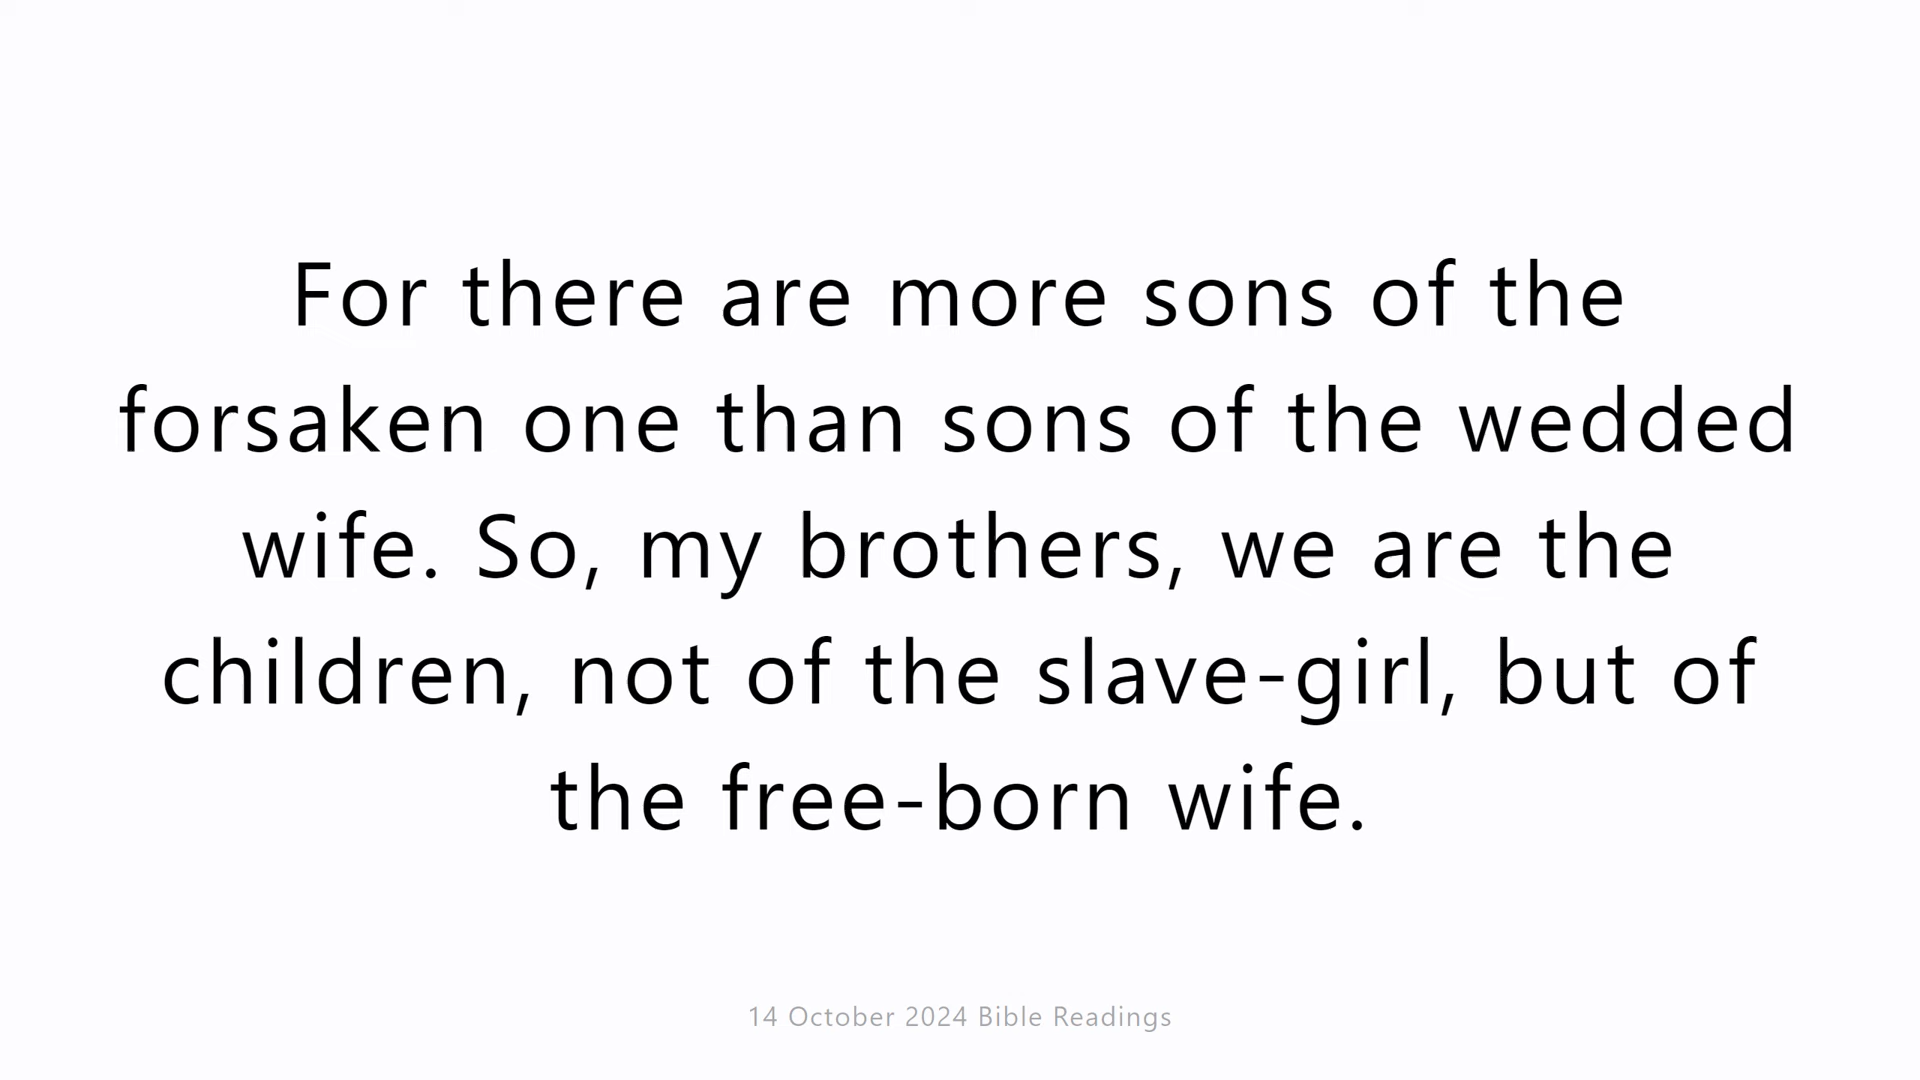 For there are more sons of the
forsaken one than sons of the wedded
wife. So, my brothers, we are the
children, not of the slave-girl, but of
the free-born wife.
14 October 2024 Bible Readings